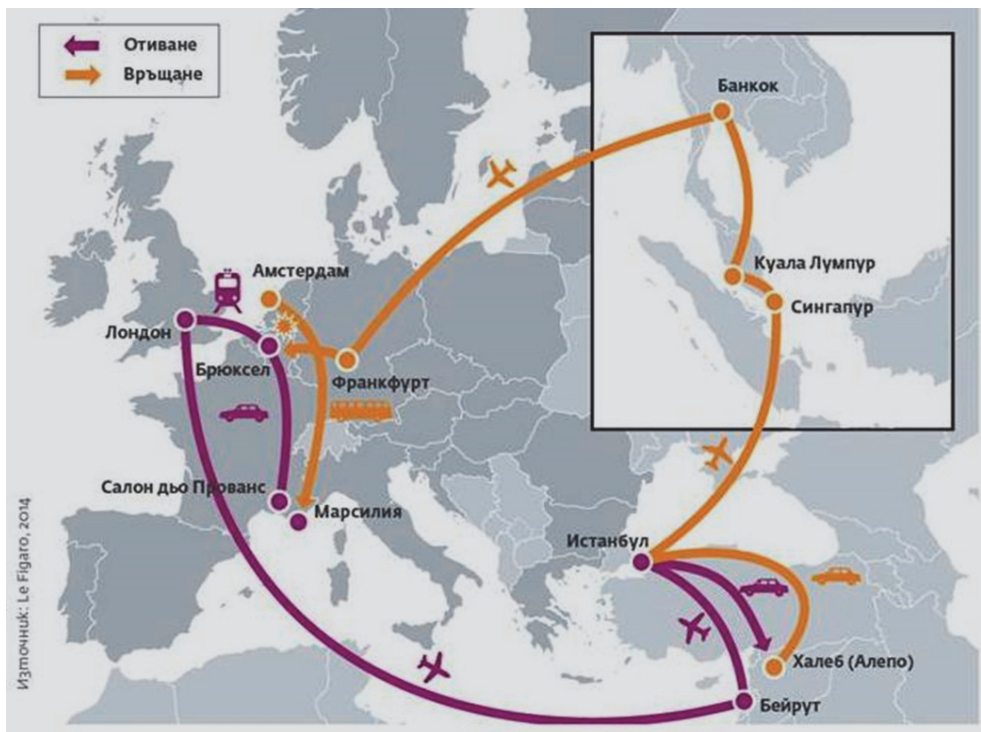 Отиване
Връщане
Банкок
Куала Лумпур
Сингапур
Амстердам
Лондон
Брюксел
Франкфурт
Салон дьо Прованс
Марсилия
Истанбул
Халеб (Алепо)
Бейрут
Източник: Le Figaro, 2014